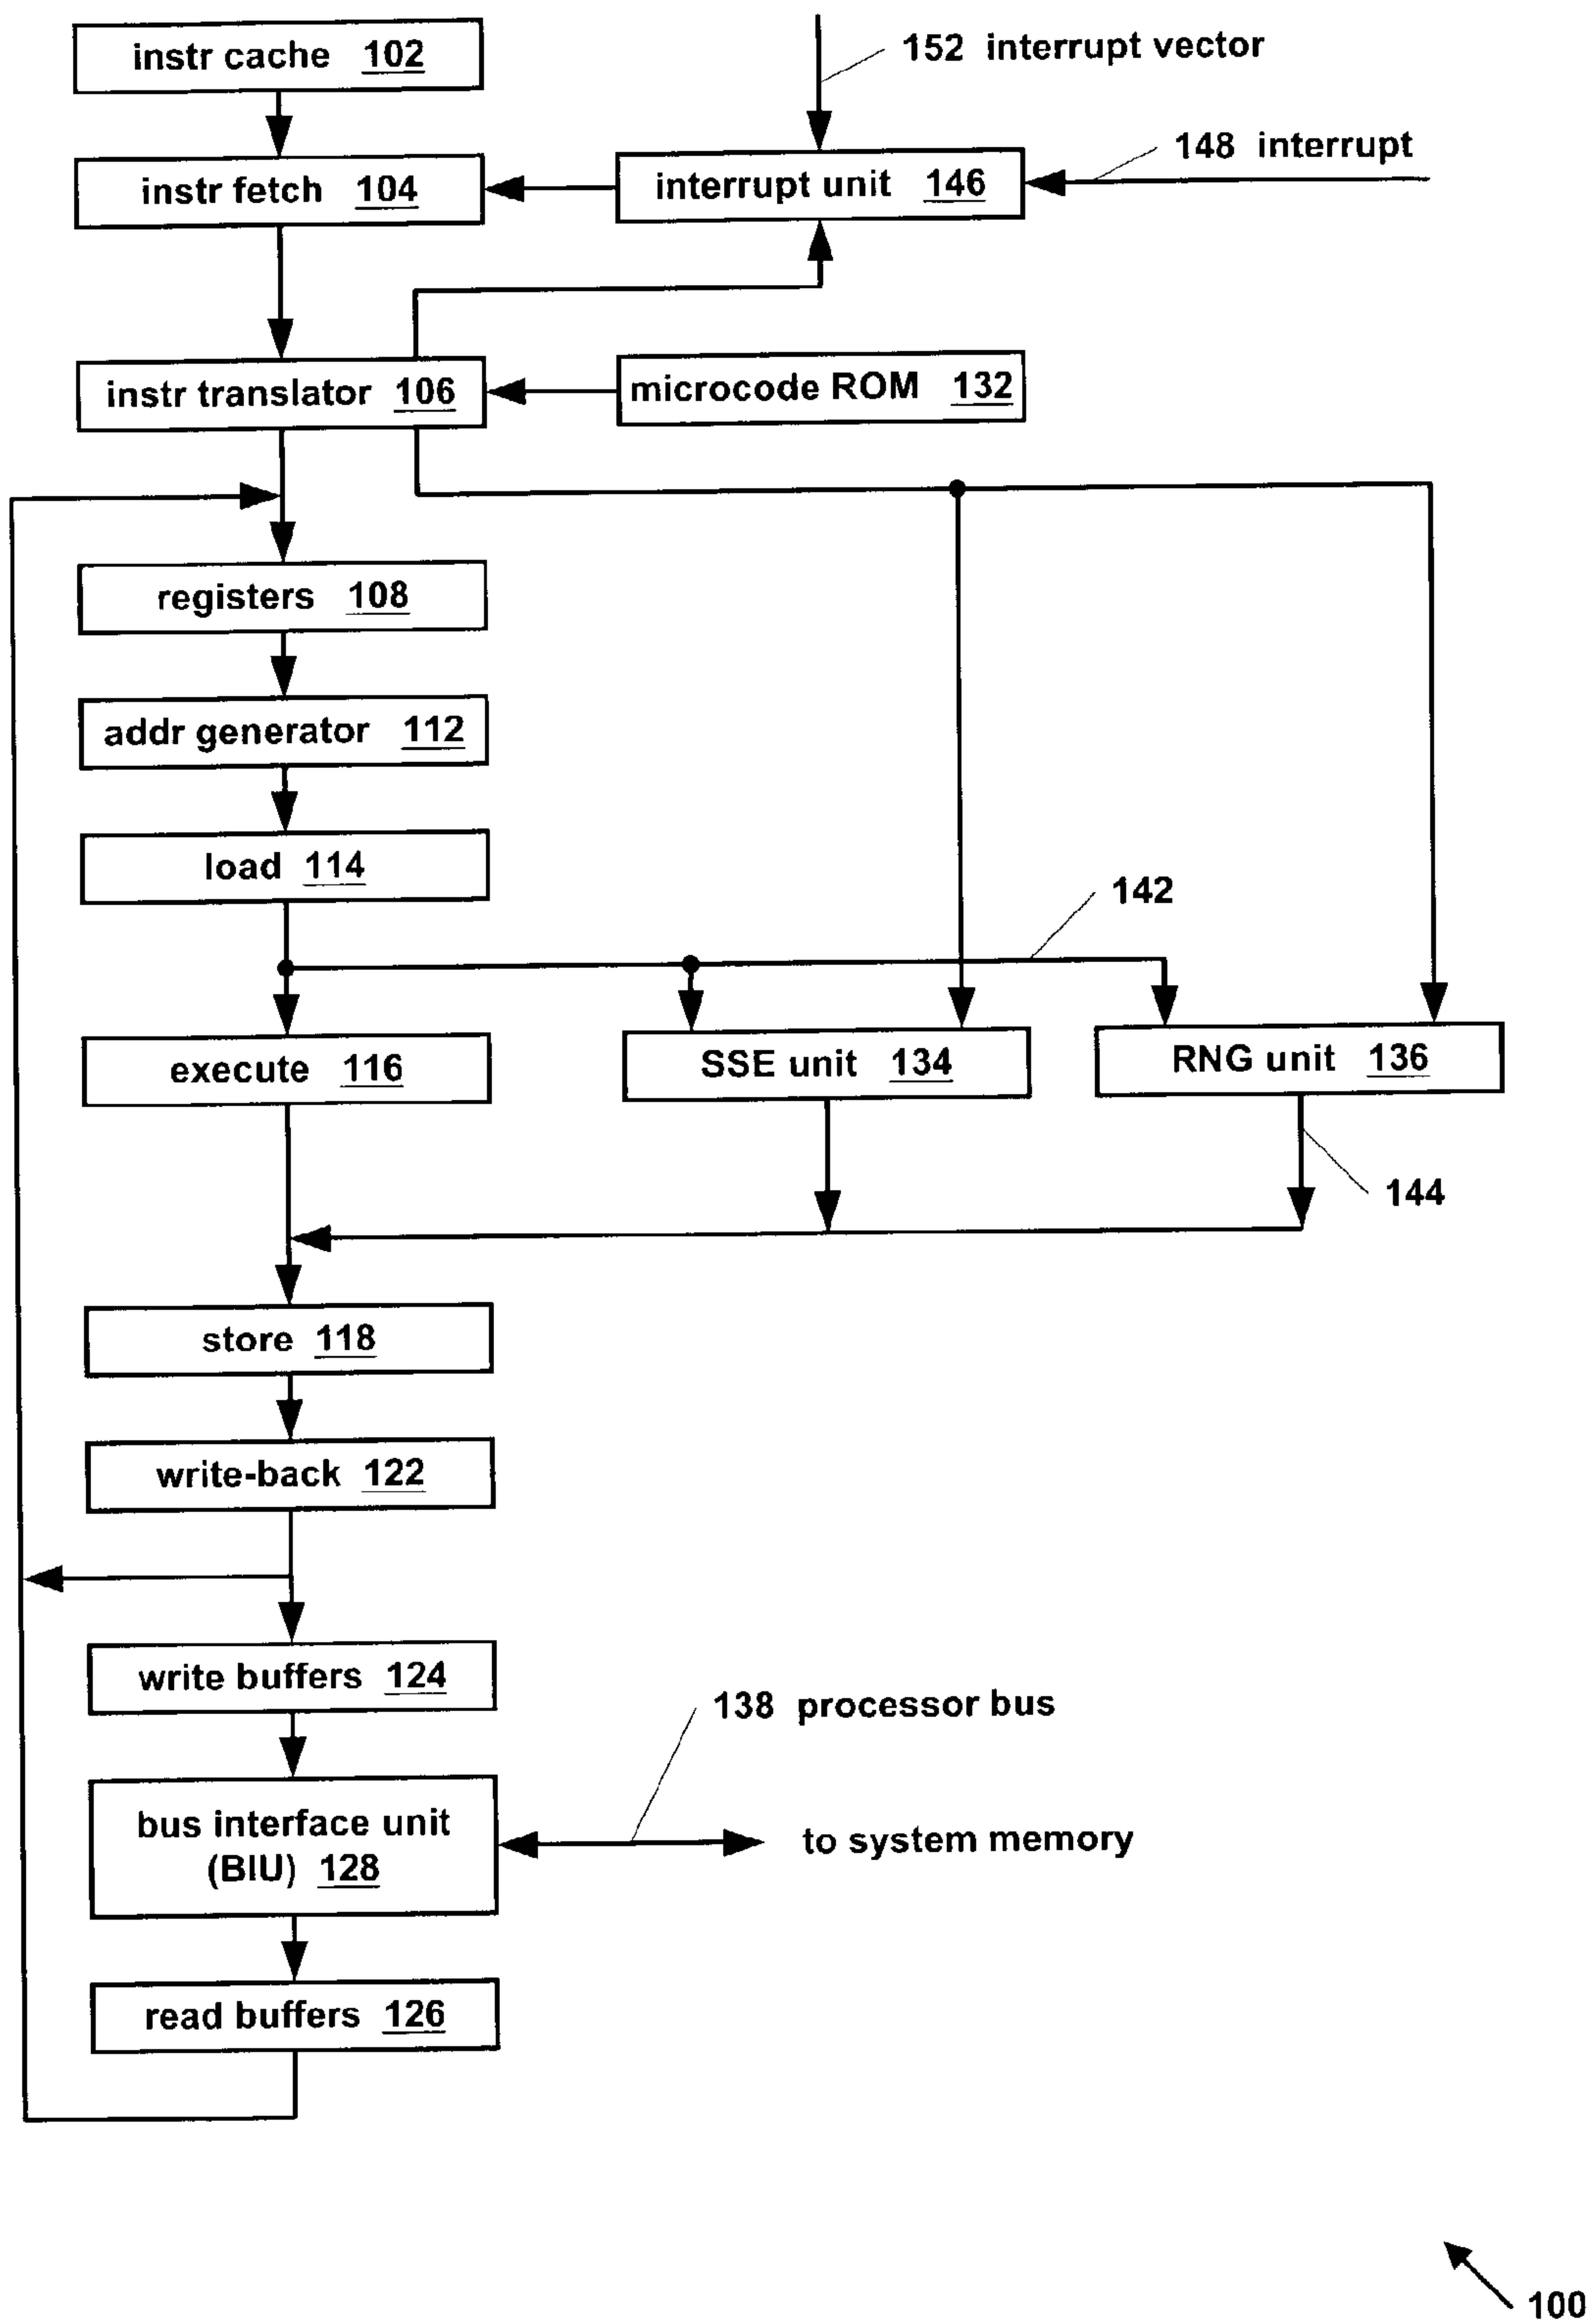 instr cache 102
152 interrupt vector
148 interrupt
instr fetch 104
interrupt unit 146
instr translator 106
microcode ROM 132
registers 108
addr generator 112
load 114
142
execute 116
SSE unit 134
RNG unit 136
144
store 118
write-back 122
write buffers 124
138 processor bus
bus interface unit
(BIU) 128
to system memory
read buffers 126
100